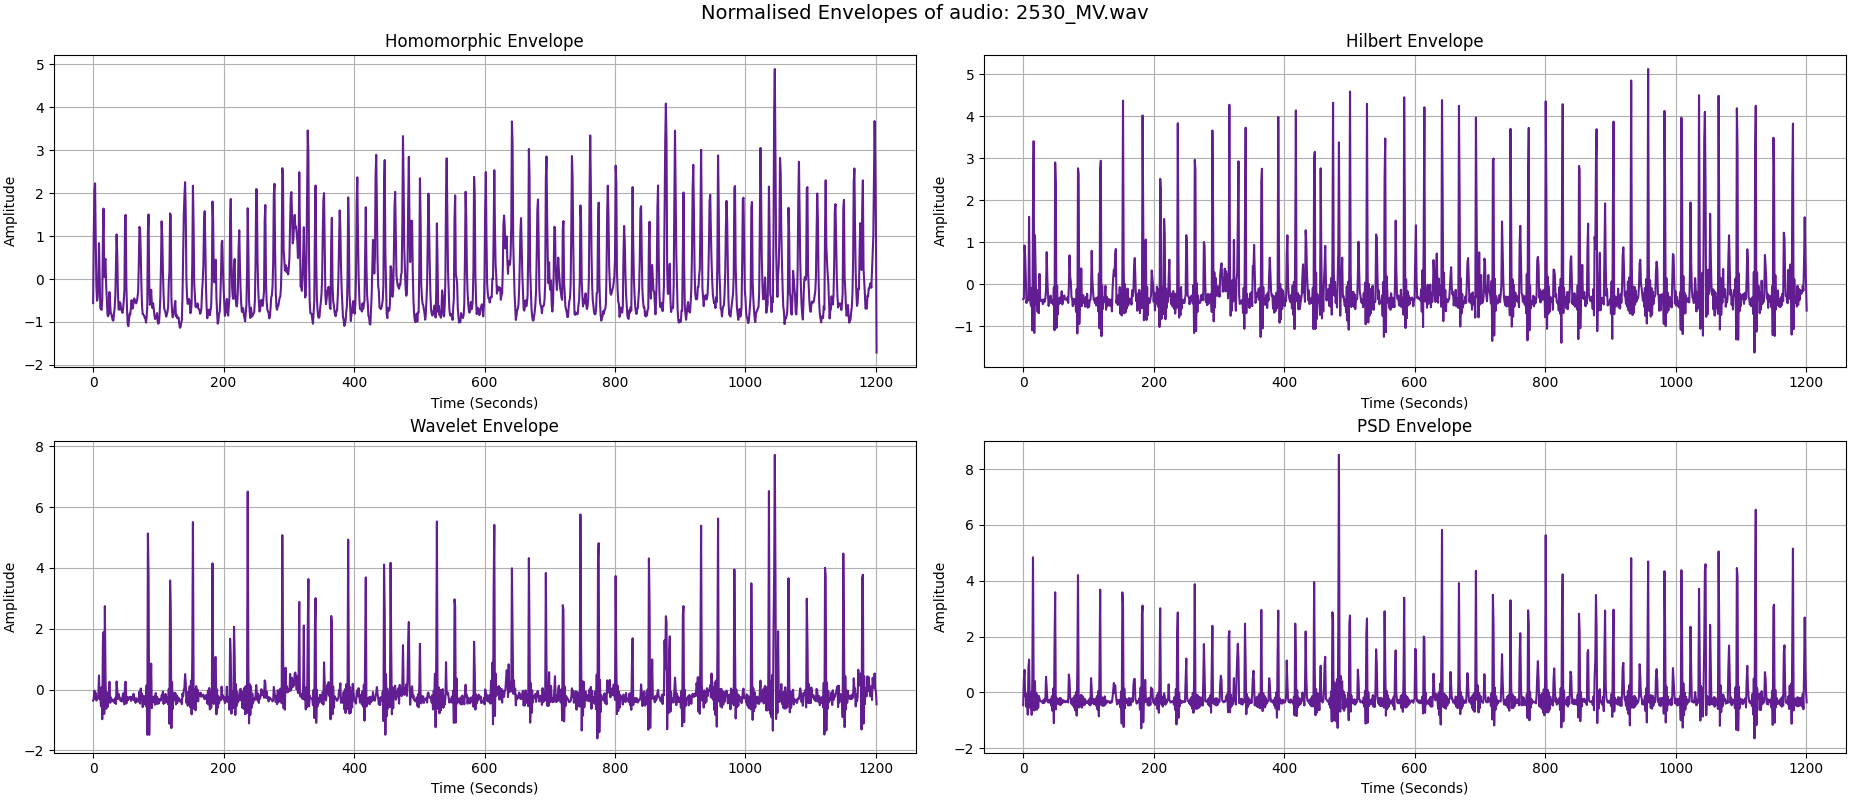 Normalised Envelopes of audio: 2530_MV.wav
Homomorphic Envelope
Amplitude
5
4
3
2
1
0
−1
−2
0 200 400 600 800 1000 1200
Time (Seconds)
Hilbert Envelope
Amplitude
5
4
3
2
1
0
−1
0 200 400 600 800 1000 1200
Time (Seconds)
Wavelet Envelope
Amplitude
8
6
4
2
0
−2
0 200 400 600 800 1000 1200
Time (Seconds)
PSD Envelope
Amplitude
8
6
4
2
0
−2
0 200 400 600 800 1000 1200
Time (Seconds)